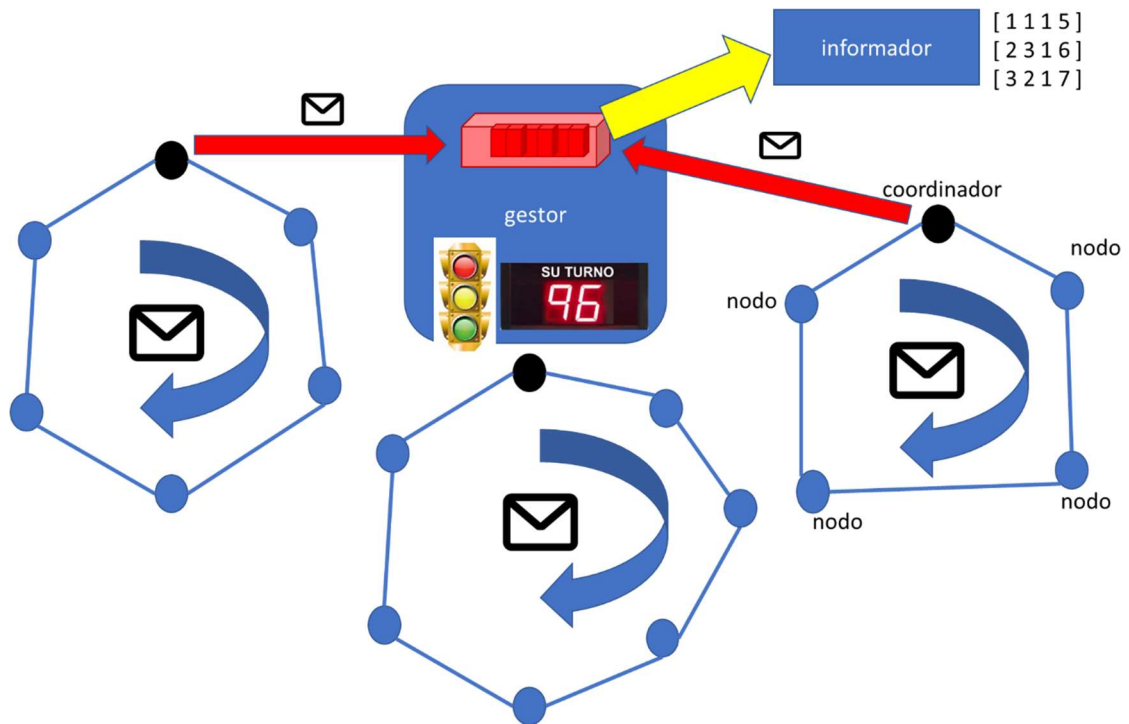 informador
[ 1 1 1 5 ]
[ 2 3 1 6 ]
[ 3 2 1 7 ]
coordinador
gestor
nodo
nodo
SU TURNO
96
nodo
nodo